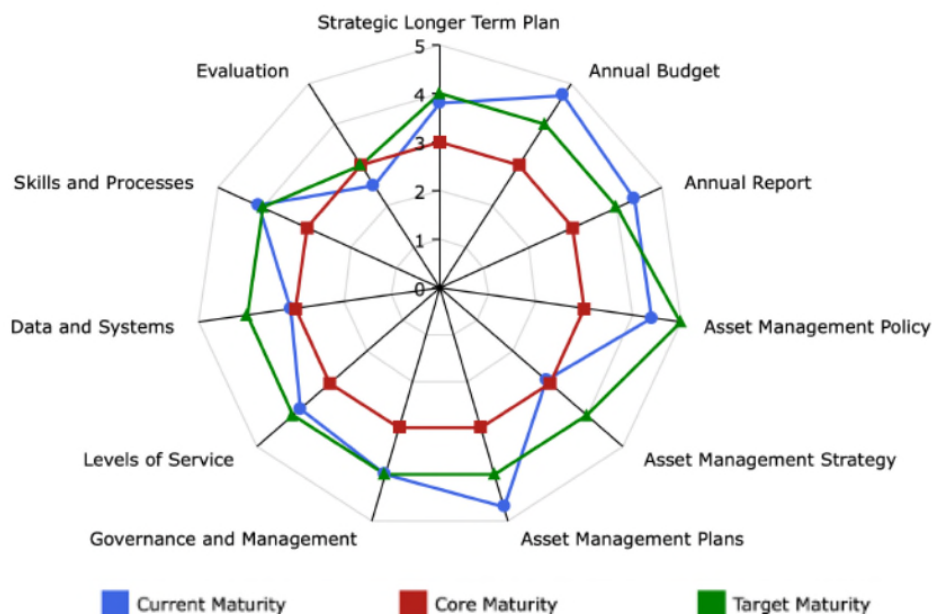 Strategic Longer Term Plan
5
Evaluation
Annual Budget
4
3
Skills and Processes
Annual Report
2
1
0
Data and Systems
Asset Management Policy
Levels of Service
Asset Management Strategy
Governance and Management
Asset Management Plans
Current Maturity
Core Maturity
Target Maturity